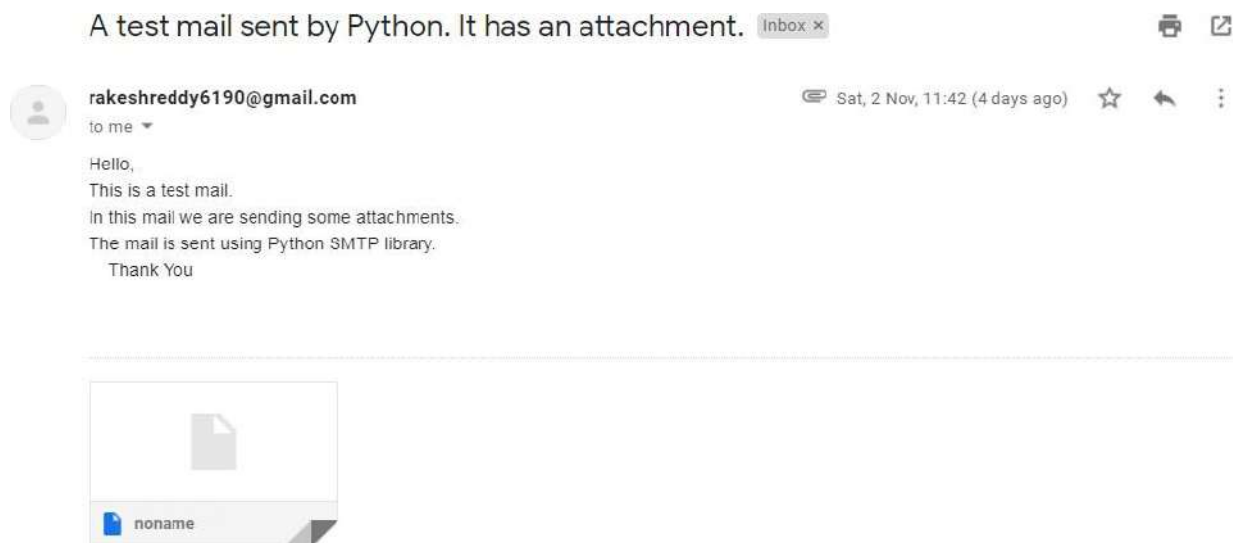 A test mail sent by Python. It has an attachment. Inbox ×
rakeshreddy6190@gmail.com Sat, 2 Nov, 11:42 (4 days ago)
to me
Hello,
This is a test mail.
In this mail we are sending some attachments.
The mail is sent using Python SMTP library.
Thank You
noname